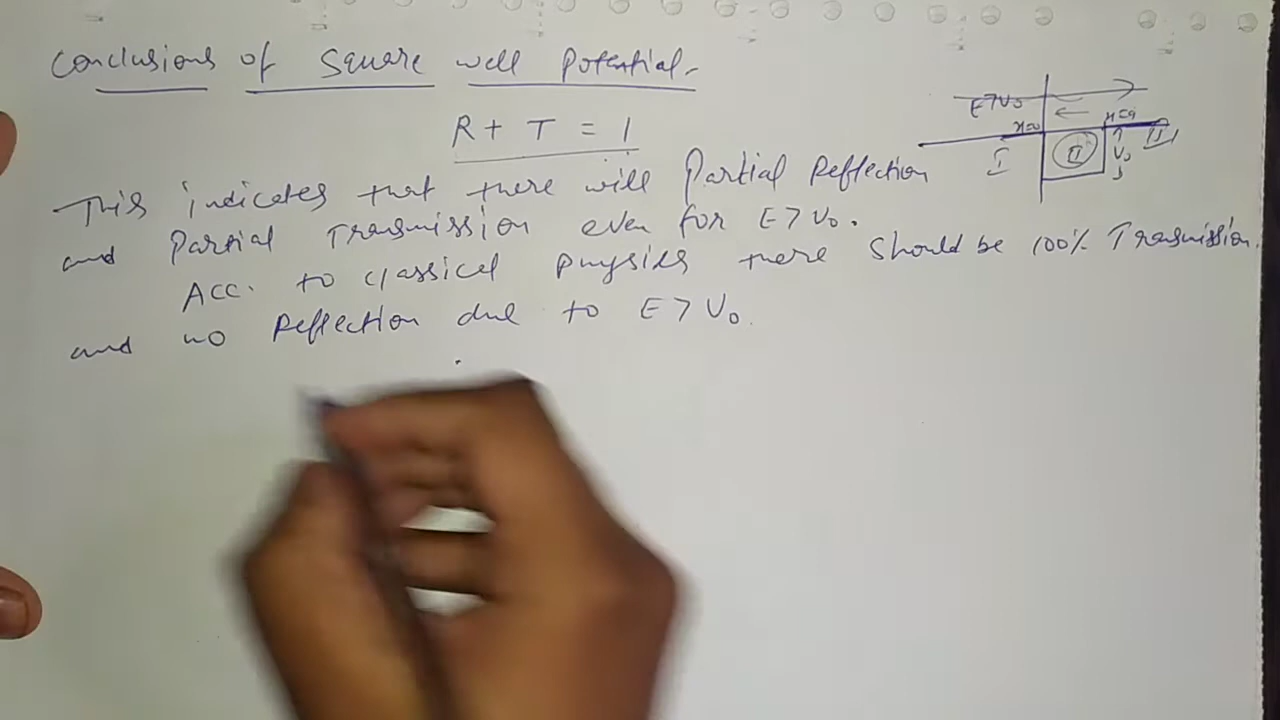 Conclusions of Square well Potential.
R + T = 1
This indicates that there will Partial Reflection
and Partial Transmission even for E > V₀.
Acc. to classical physics there should be 100% Transmission.
and no Reflection due to E > V₀.
E > V₀
x=0
x=a
I
II
V₀
III